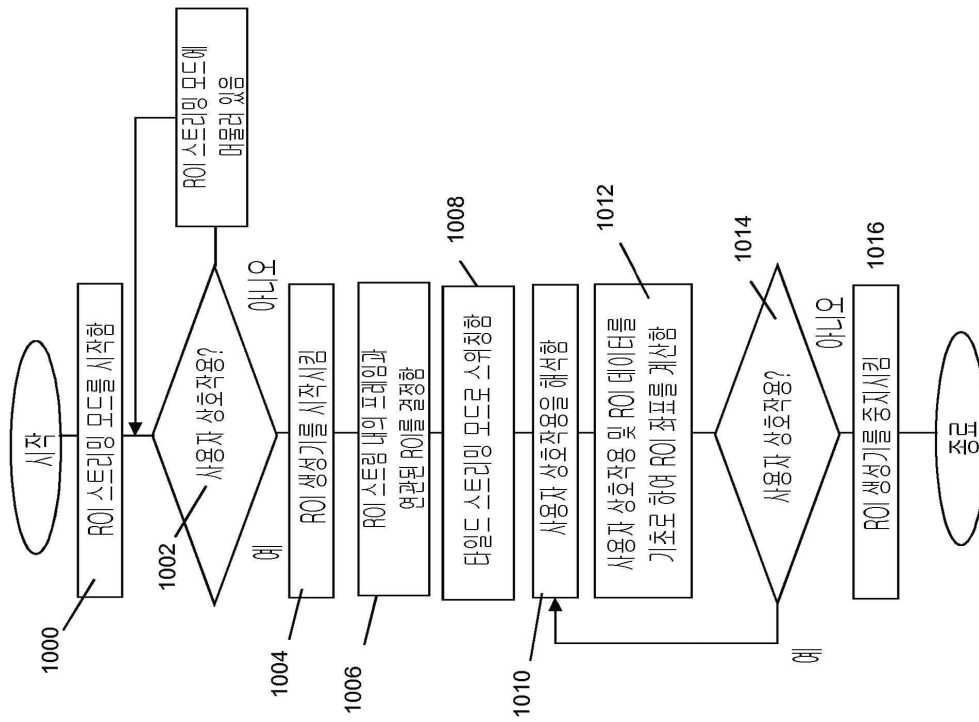 시작
1000
ROI 스트리밍 모드를 시작함
ROI 스트리밍 모드에
머물러 있음
1002
사용자 상호작용?
아니오
예
1004
ROI 생성기를 시작시킴
1006
ROI 스트림 내의 프레임과
연관된 ROI를 결정함
1008
타일드 스트리밍 모드로 스위칭함
1010
사용자 상호작용을 해석함
1012
사용자 상호작용 및 ROI 데이터를
기초로 하여 ROI 좌표를 계산함
1014
사용자 상호작용?
예
아니오
1016
ROI 생성기를 중지시킴
종료